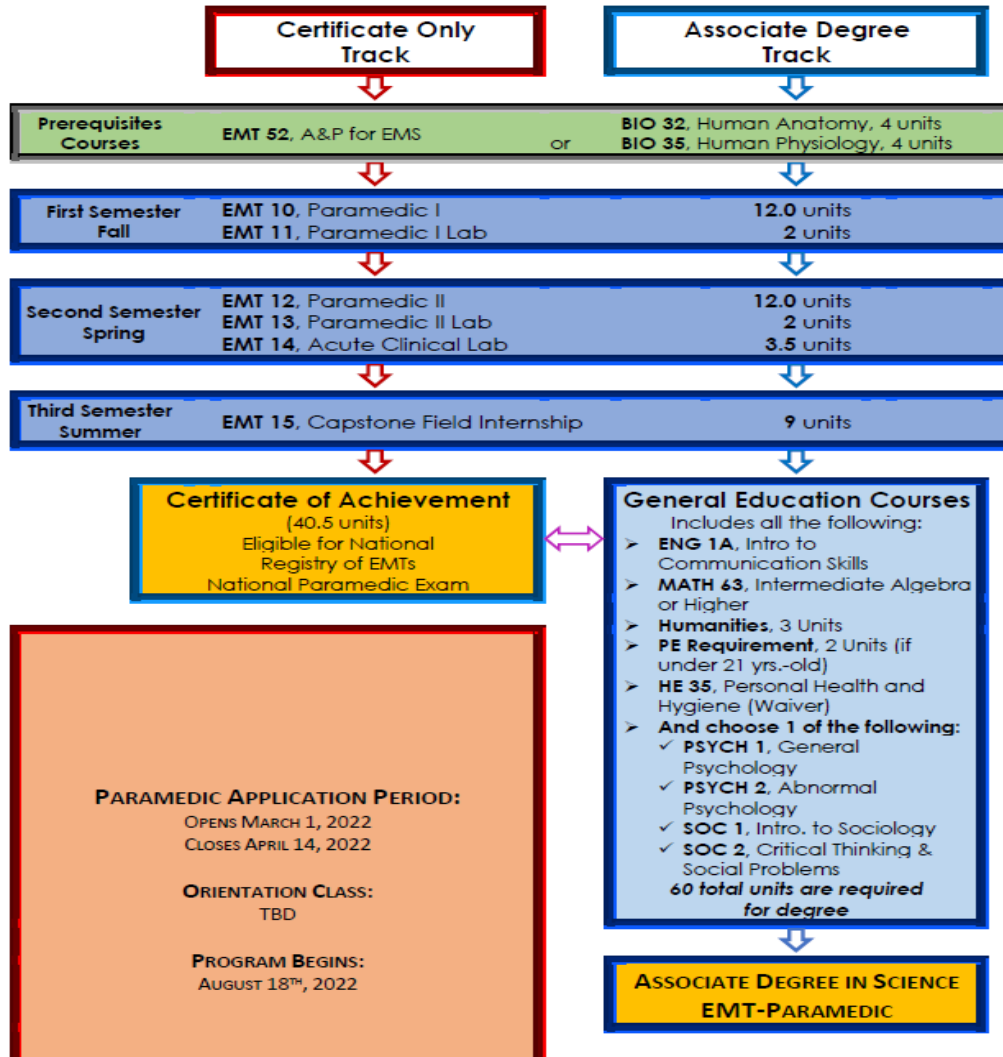 Certificate Only
Track
Associate Degree
Track
Prerequisites
Courses
EMT 52, A&P for EMS
or
BIO 32, Human Anatomy, 4 units
BIO 35, Human Physiology, 4 units
First Semester
Fall
EMT 10, Paramedic I
12.0 units
EMT 11, Paramedic I Lab
2 units
Second Semester
Spring
EMT 12, Paramedic II
12.0 units
EMT 13, Paramedic II Lab
2 units
EMT 14, Acute Clinical Lab
3.5 units
Third Semester
Summer
EMT 15, Capstone Field Internship
9 units
Certificate of Achievement
(40.5 units)
Eligible for National
Registry of EMTs
National Paramedic Exam
General Education Courses
Includes all the following:
➢ ENG 1A, Intro to
Communication Skills
➢ MATH 63, Intermediate Algebra
or Higher
➢ Humanities, 3 Units
➢ PE Requirement, 2 Units (if
under 21 yrs.-old)
➢ HE 35, Personal Health and
Hygiene (Waiver)
➢ And choose 1 of the following:
✓ PSYCH 1, General
Psychology
✓ PSYCH 2, Abnormal
Psychology
✓ SOC 1, Intro. to Sociology
✓ SOC 2, Critical Thinking &
Social Problems
60 total units are required
for degree
PARAMEDIC APPLICATION PERIOD:
OPENS MARCH 1, 2022
CLOSES APRIL 14, 2022
ORIENTATION CLASS:
TBD
PROGRAM BEGINS:
AUGUST 18TH, 2022
ASSOCIATE DEGREE IN SCIENCE
EMT-PARAMEDIC